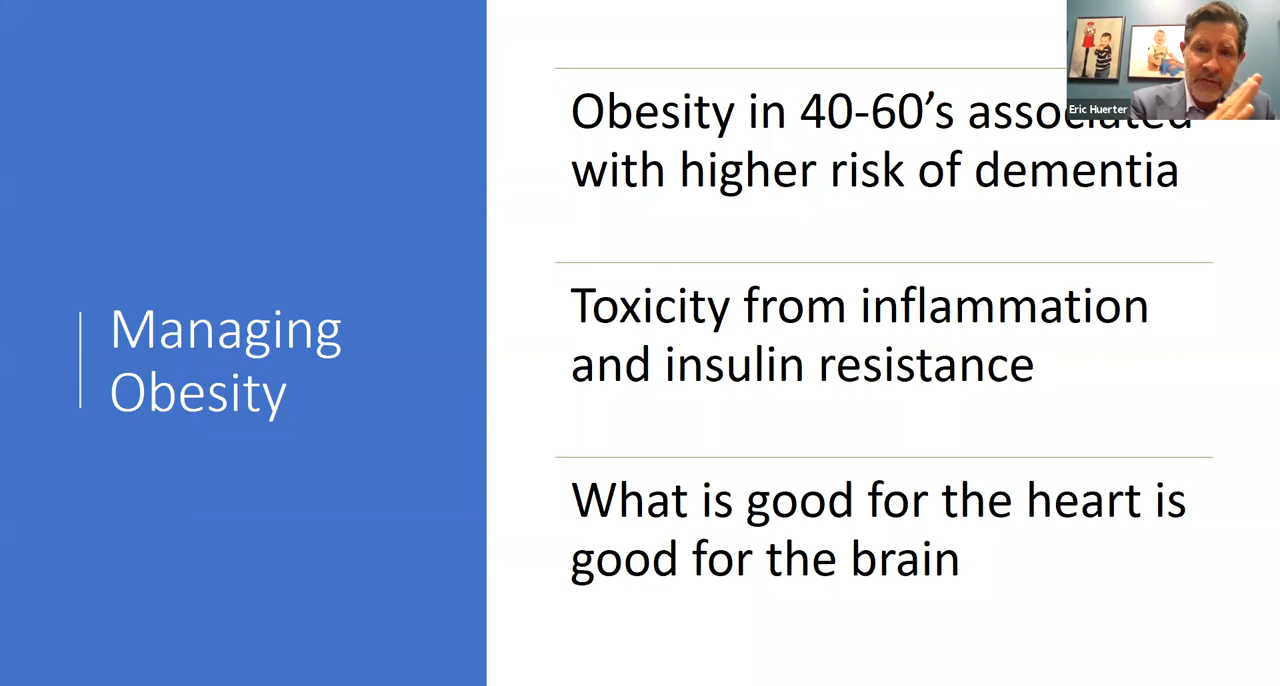 Managing
Obesity
Obesity in 40-60’s associated
with higher risk of dementia
Toxicity from inflammation
and insulin resistance
What is good for the heart is
good for the brain
Eric Huerter